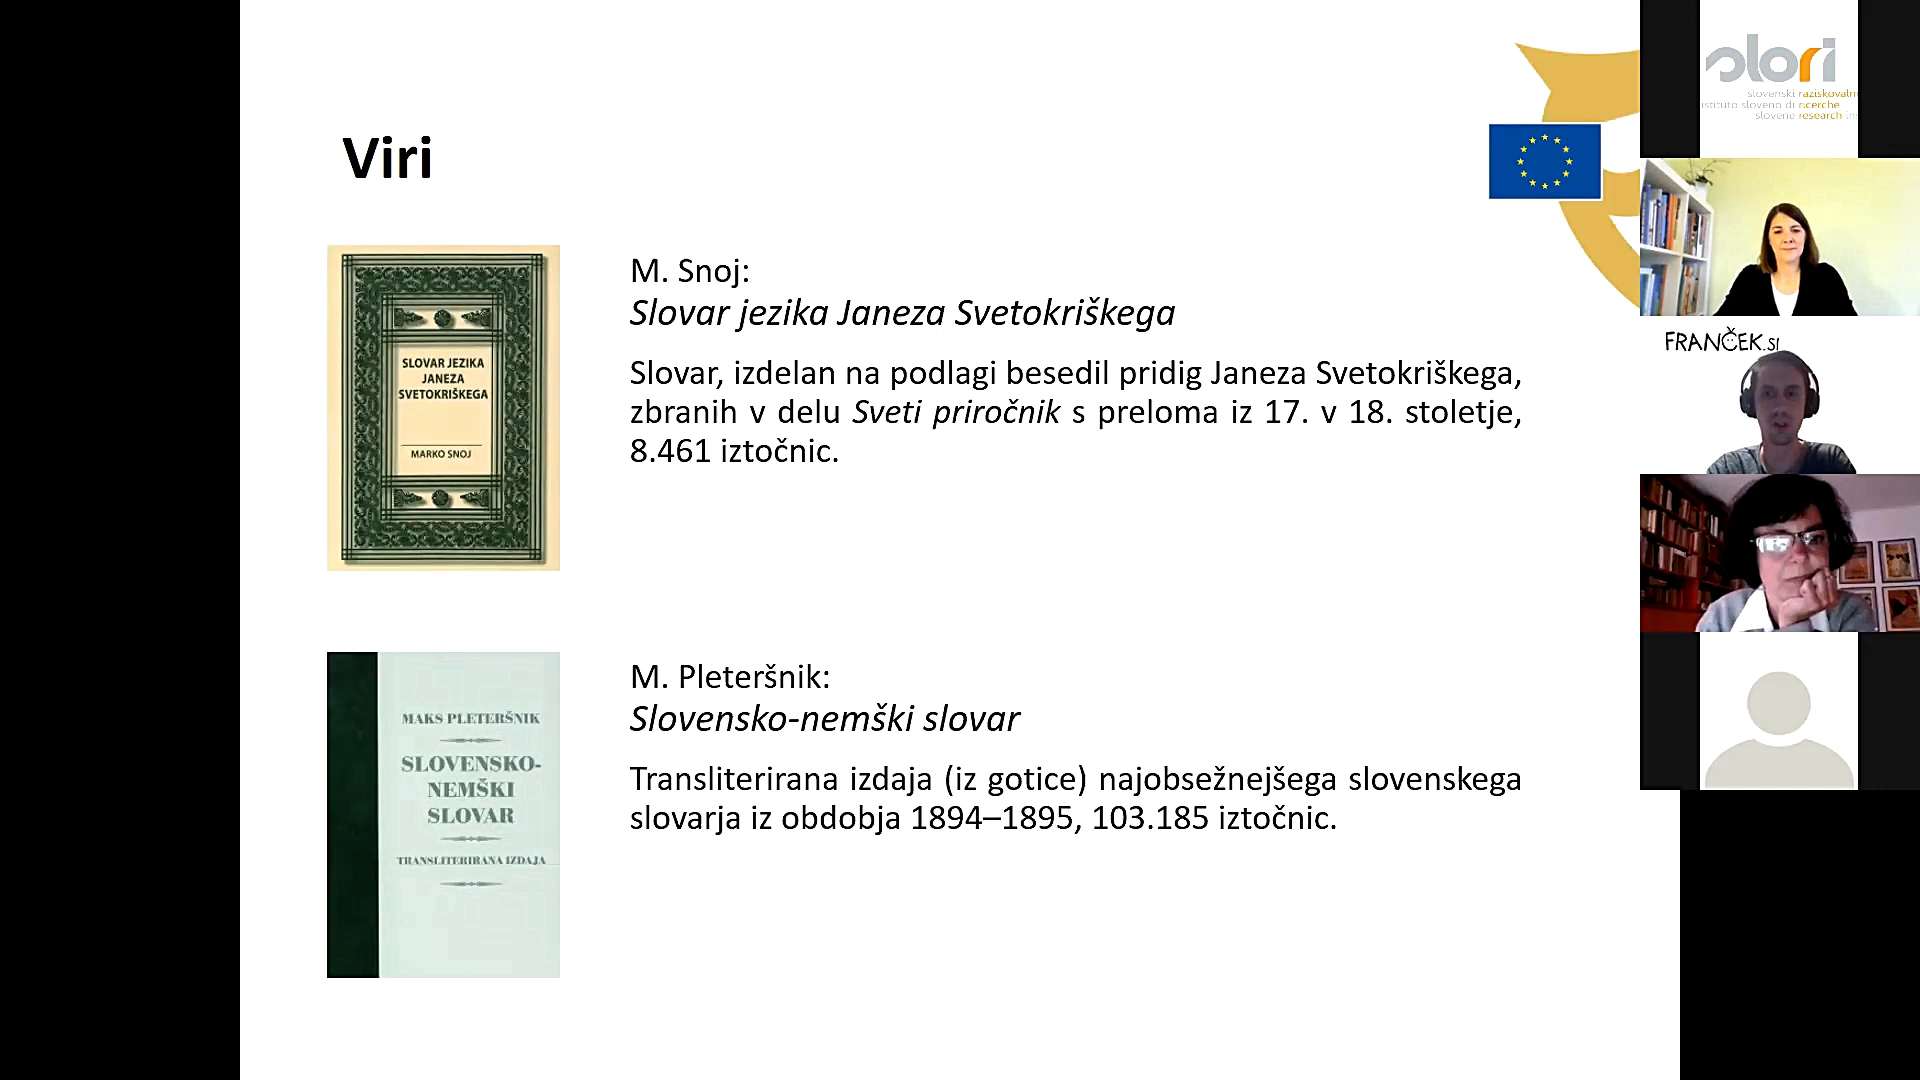 Viri
M. Snoj:
Slovar jezika Janeza Svetokriškega
Slovar, izdelan na podlagi besedil pridig Janeza Svetokriškega,
zbranih v delu Sveti priročnik s preloma iz 17. v 18. stoletje,
8.461 iztočnic.
SLOVAR JEZIKA
JANEZA
SVETOKRIŠKEGA
MARKO SNOJ
M. Pleteršnik:
Slovensko-nemški slovar
Transliterirana izdaja (iz gotice) najobsežnejšega slovenskega
slovarja iz obdobja 1894–1895, 103.185 iztočnic.
MAKS PLETERŠNIK
SLOVENSKO-
NEMŠKI
SLOVAR
TRANSLITERIRANA IZDAJA
slori
slovenski raziskovaln
istituto sloveno di ricerche
slovene research
FRANČEK.SI